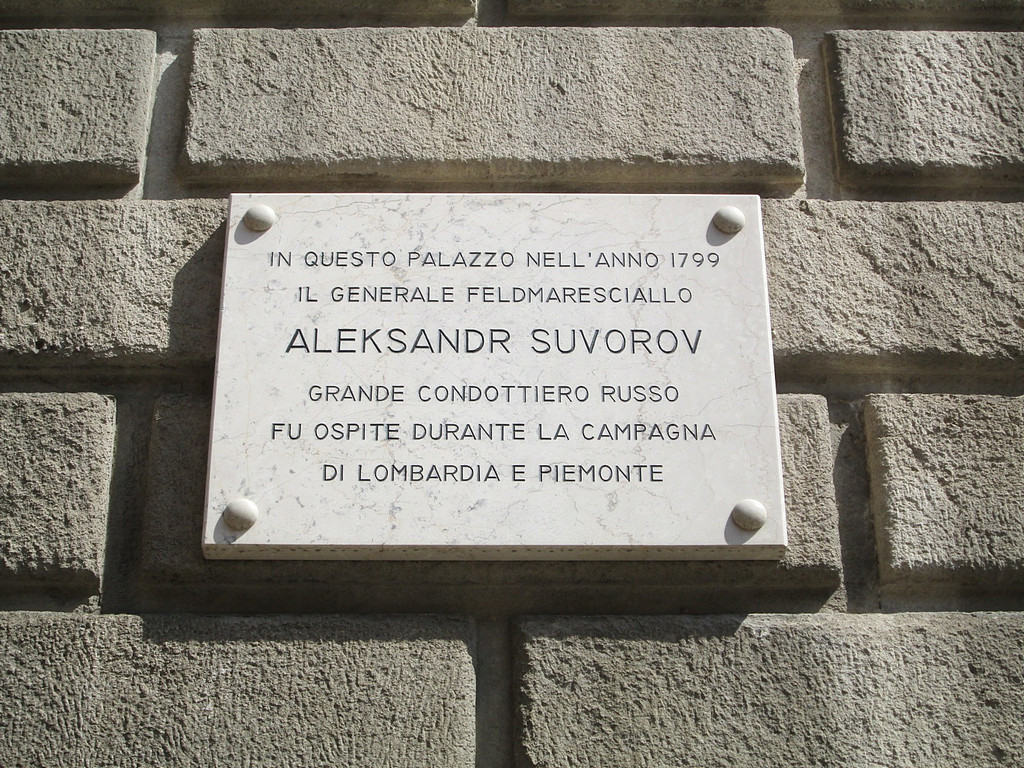 IN QUESTO PALAZZO NELL'ANNO 1799
IL GENERALE FELDMARESCIALLO
ALEKSANDR SUVOROV
GRANDE CONDOTTIERO RUSSO
FU OSPITE DURANTE LA CAMPAGNA
DI LOMBARDIA E PIEMONTE